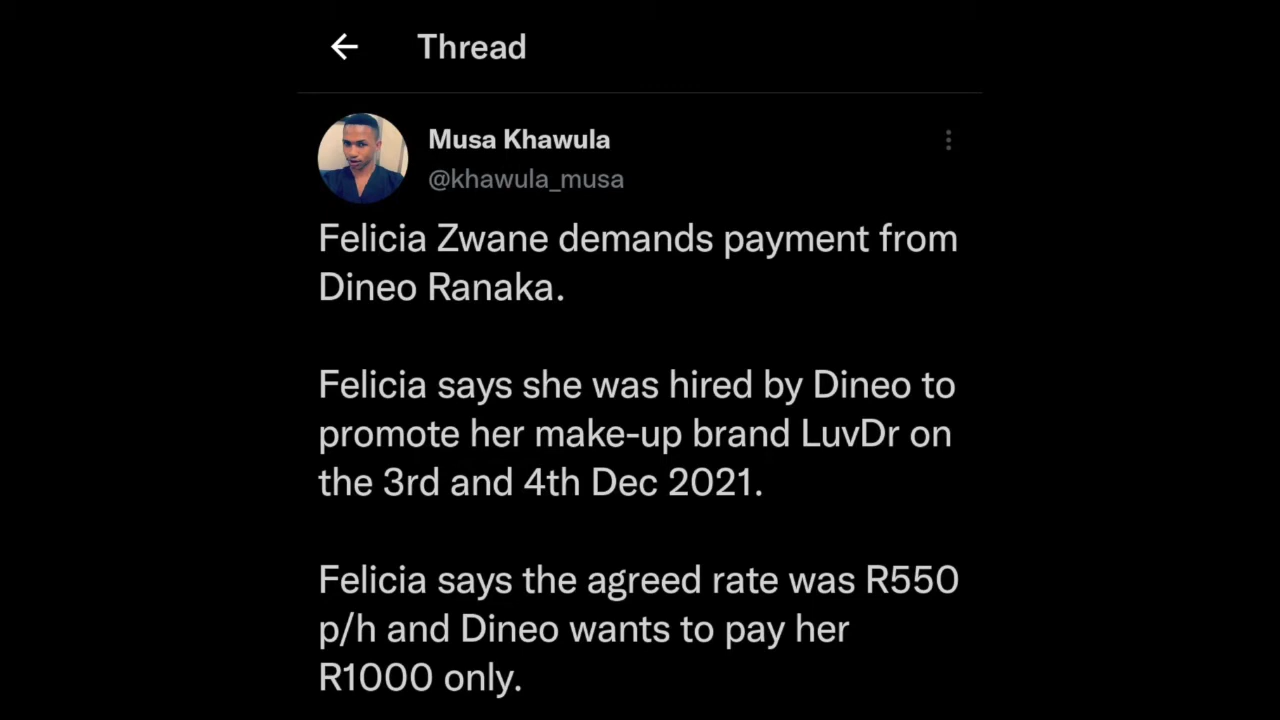 Thread
Musa Khawula
@khawula_musa
Felicia Zwane demands payment from
Dineo Ranaka.
Felicia says she was hired by Dineo to
promote her make-up brand LuvDr on
the 3rd and 4th Dec 2021.
Felicia says the agreed rate was R550
p/h and Dineo wants to pay her
R1000 only.